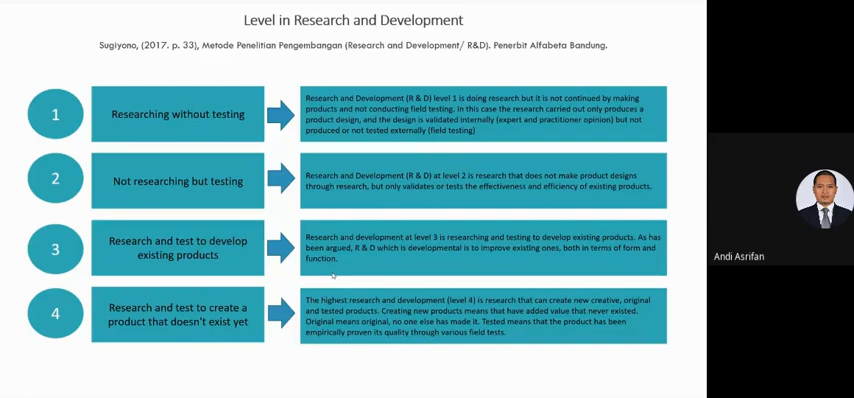 Level in Research and Development
Sugiyono, (2017. p. 33), Metode Penelitian Pengembangan (Research and Development/ R&D). Penerbit Alfabeta Bandung.
1
Researching without testing
Research and Development (R & D) level 1 is doing research but it is not continued by making
products and not conducting field testing. In this case the research carried out only produces a
product design, and the design is validated internally (expert and practitioner opinion) but not
produced or not tested externally (field testing)
2
Not researching but testing
Research and Development (R & D) at level 2 is research that does not make product designs
through research, but only validates or tests the effectiveness and efficiency of existing products.
3
Research and test to develop
existing products
Research and development at level 3 is researching and testing to develop existing products. As has
been argued, R & D which is developmental is to improve existing ones, both in terms of form and
function.
4
Research and test to create a
product that doesn't exist yet
The highest research and development (level 4) is research that can create new creative, original
and tested products. Creating new products means that have added value that never existed.
Original means original, no one else has made it. Tested means that the product has been
empirically proven its quality through various field tests.
Andi Asrifan